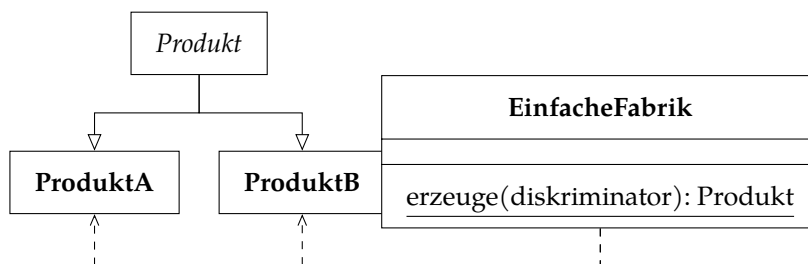 Produkt
EinfacheFabrik
ProduktA
ProduktB
erzeuge(diskriminator): Produkt